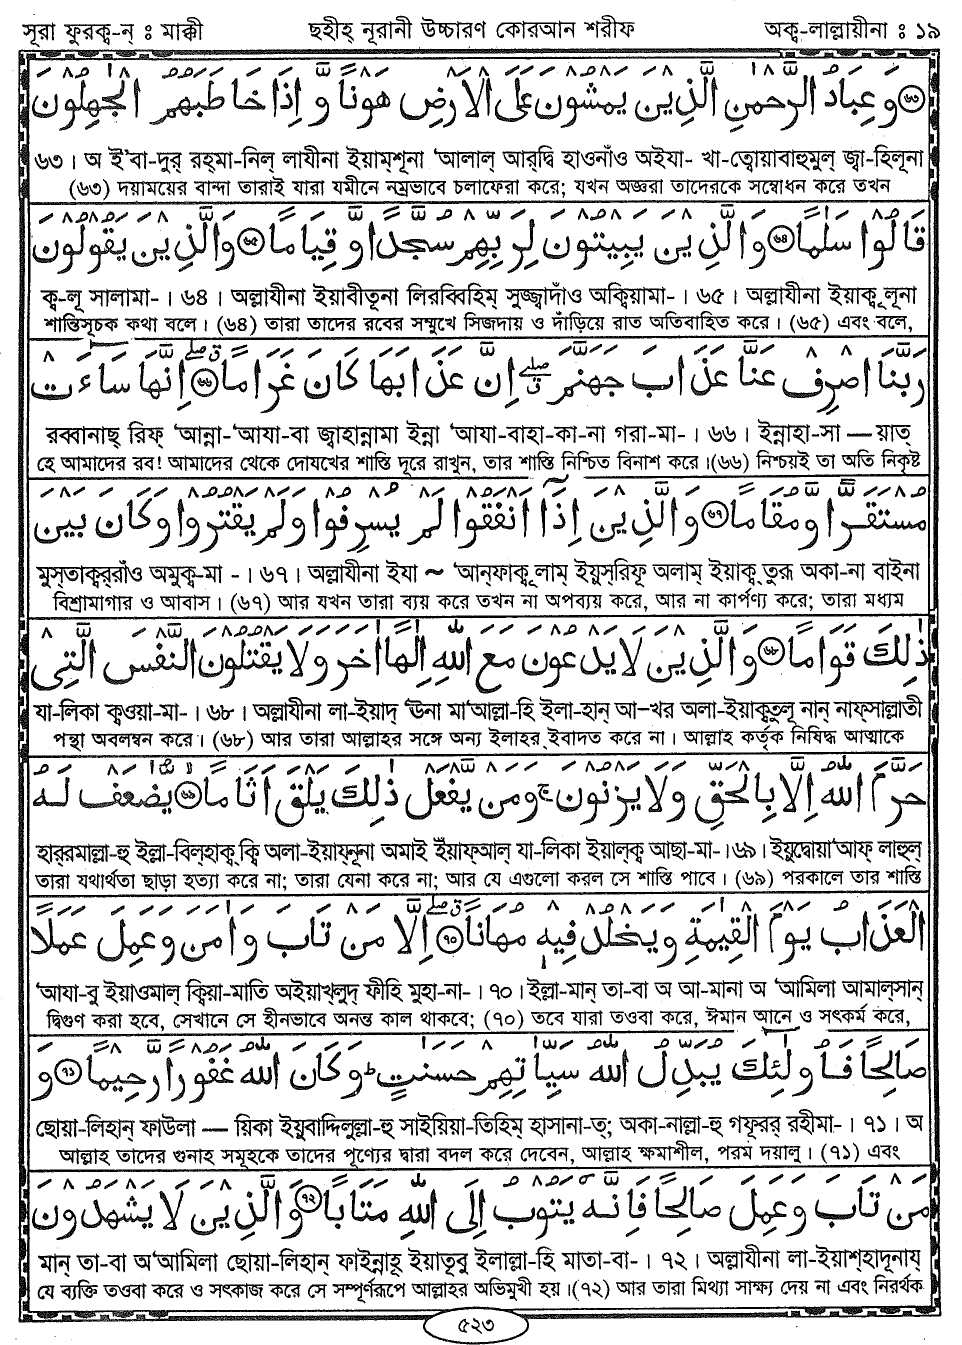 সূরা ফুরক্ব-ন্ : মাক্কী ছহীহ্ নূরানী উচ্চারণ কোরআন শরীফ অক্ব-লাল্লাযীনা : ১৯
﴿٦٣﴾ وَعِبَادُ الرَّحْمٰنِ الَّذِيْنَ يَمْشُوْنَ عَلَى الْاَرْضِ هَوْنًا وَّ اِذَا خَاطَبَهُمُ الْجٰهِلُوْنَ
৬৩। অ ই'বা-দুর্ রহ্মা-নিল্ লাযীনা ইয়াম্শূনা 'আলাল্ আর্দ্বি হাওনাঁও অইযা- খা-ত্বোয়াবাহুমুল্ জ্বা-হিলূনা
(৬৩) দয়াময়ের বান্দা তারাই যারা যমীনে নম্রভাবে চলাফেরা করে; যখন অজ্ঞরা তাদেরকে সম্বোধন করে তখন
قَالُوْا سَلٰمًا ﴿٦٤﴾ وَالَّذِيْنَ يَبِيْتُوْنَ لِرَبِّهِمْ سُجَّدًا وَّ قِيَامًا ﴿٦٥﴾ وَالَّذِيْنَ يَقُوْلُوْنَ
ক্ব-লূ সালামা-। ৬৪। অল্লাযীনা ইয়াবীতূনা লিরব্বিহিম্ সুজ্জ্বাদাঁও অক্বিয়ামা-। ৬৫। অল্লাযীনা ইয়াক্বূলূনা
শান্তিসূচক কথা বলে। (৬৪) তারা তাদের রবের সম্মুখে সিজদায় ও দাঁড়িয়ে রাত অতিবাহিত করে। (৬৫) এবং বলে,
رَبَّنَا اصْرِفْ عَنَّا عَذَابَ جَهَنَّمَ ۖ اِنَّ عَذَابَهَا كَانَ غَرَامًا ﴿٦٦﴾ اِنَّهَا سَآءَتْ
রব্বানাছ্ রিফ্ 'আন্না-'আযা-বা জ্বাহান্নামা ইন্না 'আযা-বাহা-কা-না গরা-মা-। ৬৬। ইন্নাহা-সা — য়াত্
হে আমাদের রব! আমাদের থেকে দোযখের শাস্তি দূরে রাখুন, তার শাস্তি নিশ্চিত বিনাশ করে।(৬৬) নিশ্চয়ই তা অতি নিকৃষ্ট
مُسْتَقَرًّا وَّمُقَامًا ﴿٦٧﴾ وَالَّذِيْنَ اِذَآ اَنْفَقُوْا لَمْ يُسْرِفُوْا وَلَمْ يَقْتُرُوْا وَكَانَ بَيْنَ
মুস্তাক্বর্রাঁও অমুক্ব-মা -। ৬৭। অল্লাযীনা ইযা ~ 'আন্ফাক্বূ লাম্ ইয়ুস্রিফূ অলাম্ ইয়াক্ব্ তুরূ অকা-না বাইনা
বিশ্রামাগার ও আবাস। (৬৭) আর যখন তারা ব্যয় করে তখন না অপব্যয় করে, আর না কার্পণ্য করে; তারা মধ্যম
ذٰلِكَ قَوَامًا ﴿٦٨﴾ وَالَّذِيْنَ لَا يَدْعُوْنَ مَعَ اللّٰهِ اِلٰهًا اٰخَرَ وَلَا يَقْتُلُوْنَ النَّفْسَ الَّتِيْ
যা-লিকা ক্বওয়া-মা-। ৬৮। অল্লাযীনা লা-ইয়াদ্ 'ঊনা মা'আল্লা-হি ইলা-হান্ আ-খর অলা-ইয়াক্বতুলূ নান্ নাফ্সাল্লাতী
পন্থা অবলম্বন করে। (৬৮) আর তারা আল্লাহর সঙ্গে অন্য ইলাহর ইবাদত করে না। আল্লাহ কর্তৃক নিষিদ্ধ আত্মাকে
حَرَّمَ اللّٰهُ اِلَّا بِالْحَقِّ وَلَا يَزْنُوْنَ ۚ وَمَنْ يَّفْعَلْ ذٰلِكَ يَلْقَ اَثَامًا ﴿٦٩﴾ يُّضٰعَفْ لَهُ
হার্রমাল্লা-হু ইল্লা-বিল্হাক্ব্ ক্বি অলা-ইয়ায্নূনা অমাই ইঁয়াফ্'আল্ যা-লিকা ইয়াল্ক্ব আছা-মা-।৬৯। ইয়ুদ্বোয়া'আফ্ লাহুল্
তারা যথার্থতা ছাড়া হত্যা করে না; তারা যেনা করে না; আর যে এগুলো করল সে শাস্তি পাবে। (৬৯) পরকালে তার শাস্তি
الْعَذَابُ يَوْمَ الْقِيٰمَةِ وَيَخْلُدْ فِيْهٖ مُهَانًا ﴿٧٠﴾ اِلَّا مَنْ تَابَ وَاٰمَنَ وَعَمِلَ عَمَلًا
'আযা-বু ইয়াওমাল্ ক্বিয়া-মাতি অইয়াখ্লুদ্ ফীহি মুহা-না-। ৭০। ইল্লা-মান্ তা-বা অ আ-মানা অ 'আমিলা আমাল্সান্
দ্বিগুণ করা হবে, সেখানে সে হীনভাবে অনন্ত কাল থাকবে; (৭০) তবে যারা তওবা করে, ঈমান আনে ও সৎকর্ম করে,
صَالِحًا فَاُولٰٓئِكَ يُبَدِّلُ اللّٰهُ سَيِّاٰتِهِمْ حَسَنٰتٍ ؕ وَكَانَ اللّٰهُ غَفُوْرًا رَّحِيْمًا ﴿٧١﴾ وَ
ছোয়া-লিহান্ ফাউলা — য়িকা ইয়ুবাদ্দিলুল্লা-হু সাইয়িয়া-তিহিম্ হাসানা-ত্; অকা-নাল্লা-হু গফূরর্ রহীমা-। ৭১। অ
আল্লাহ তাদের গুনাহ সমূহকে তাদের পূণ্যের দ্বারা বদল করে দেবেন, আল্লাহ ক্ষমাশীল, পরম দয়ালু। (৭১) এবং
مَنْ تَابَ وَعَمِلَ صَالِحًا فَاِنَّهٗ يَتُوْبُ اِلَى اللّٰهِ مَتَابًا ﴿٧٢﴾ وَالَّذِيْنَ لَا يَشْهَدُوْنَ
মান্ তা-বা অ'আমিলা ছোয়া-লিহান্ ফাইন্নাহূ ইয়াতূবু ইলাল্লা-হি মাতা-বা-। ৭২। অল্লাযীনা লা-ইয়াশ্হাদূনায্
যে ব্যক্তি তওবা করে ও সৎকাজ করে সে সম্পূর্ণরূপে আল্লাহর অভিমুখী হয়।(৭২) আর তারা মিথ্যা সাক্ষ্য দেয় না এবং নিরর্থক
৫২৩